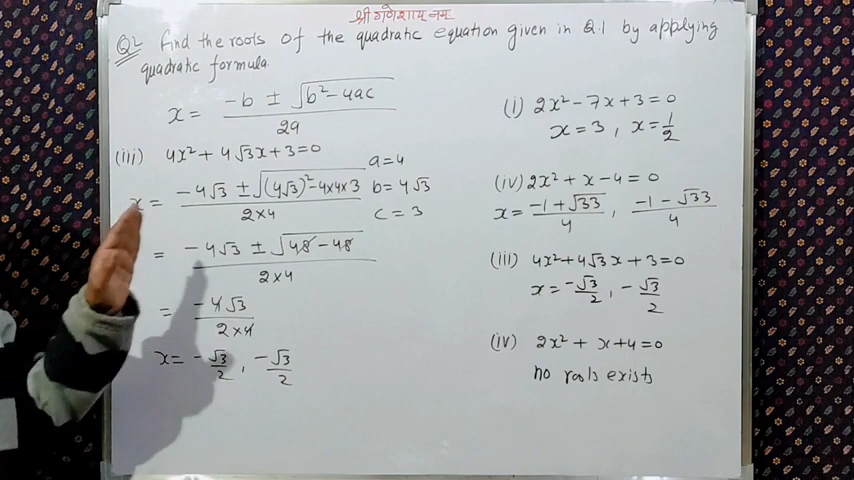 श्री गणेशाय नमः
Q2 Find the roots of the quadratic equation given in Q.1 by applying
quadratic formula.
x = (-b ± √(b² - 4ac)) / 2a
(iii) 4x² + 4√3x + 3 = 0
a = 4
b = 4√3
c = 3
x = (-4√3 ± √((4√3)² - 4×4×3)) / (2×4)
= (-4√3 ± √(48 - 48)) / (2×4)
= (-4√3) / (2×4)
x = -√3/2 , -√3/2
(i) 2x² - 7x + 3 = 0
x = 3 , x = 1/2
(iv) 2x² + x - 4 = 0
x = (-1 + √33)/4 , (-1 - √33)/4
(iii) 4x² + 4√3x + 3 = 0
x = -√3/2 , -√3/2
(iv) 2x² + x + 4 = 0
no roots exists